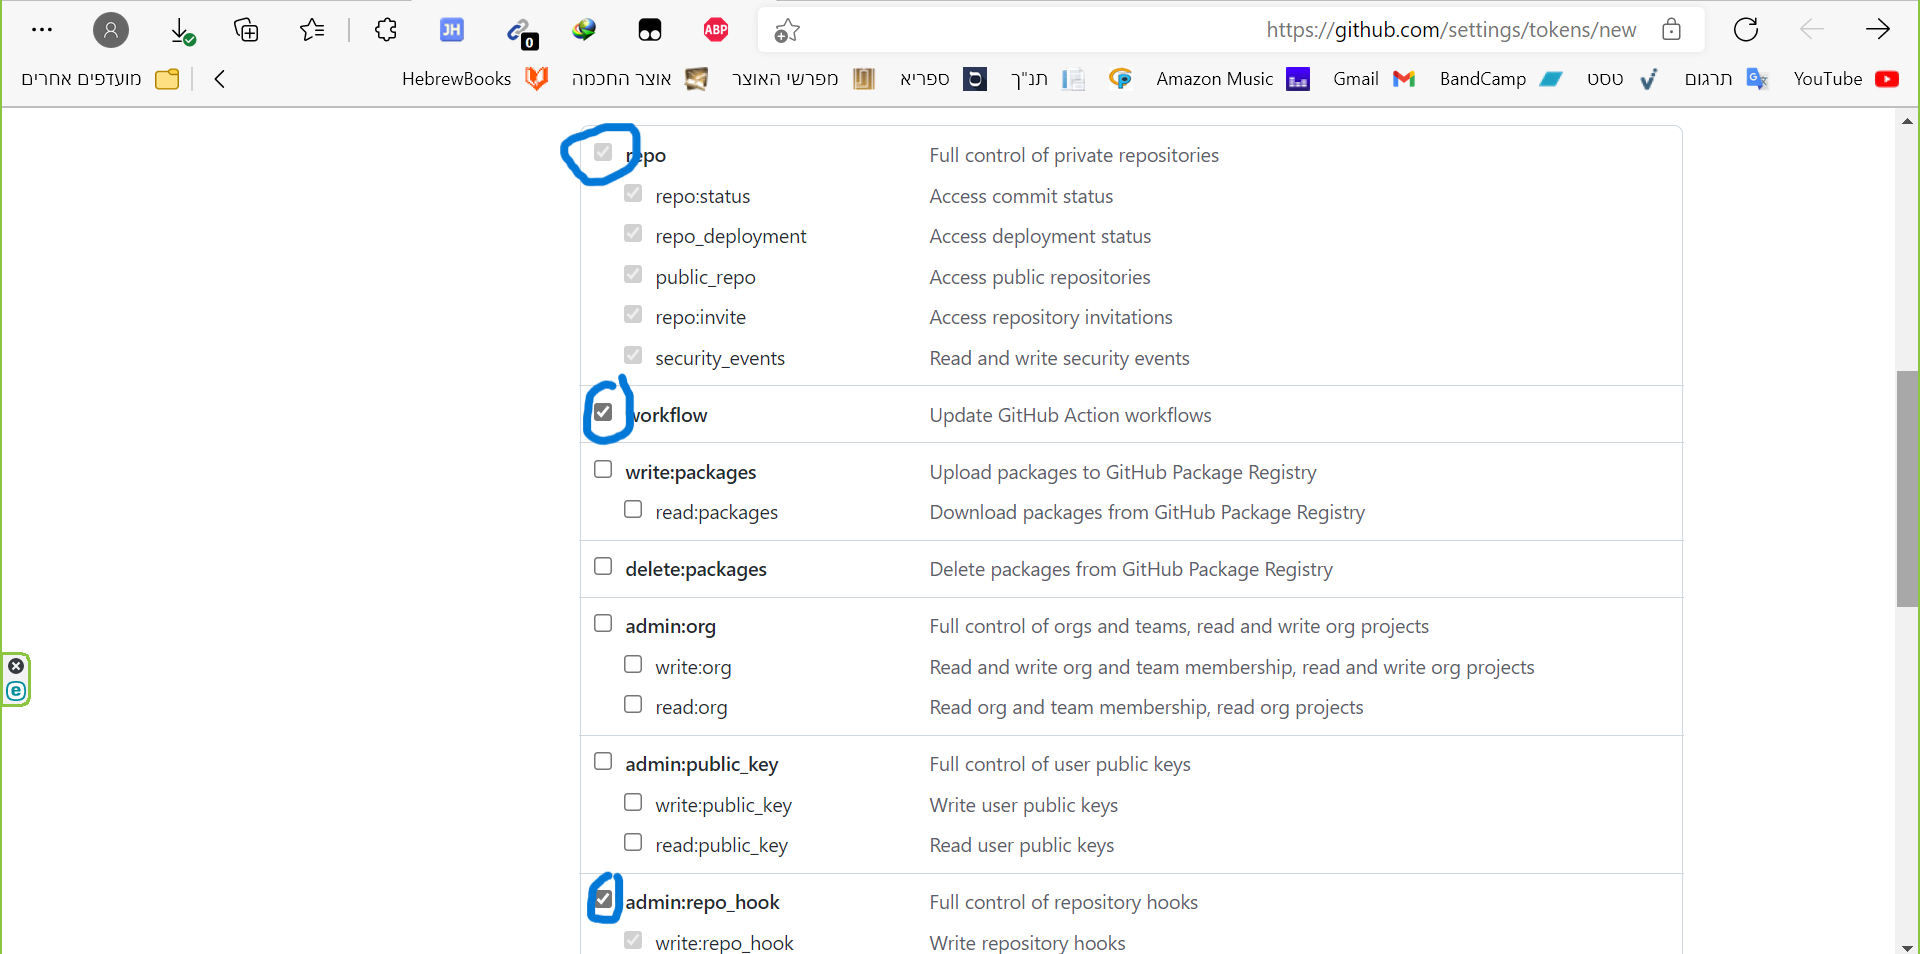 https://github.com/settings/tokens/new
JH
0
ABP
YouTube
תרגום
טסט
BandCamp
Gmail
Amazon Music
תנ"ך
ספריא
מפרשי האוצר
אוצר החכמה
HebrewBooks
מועדפים אחרים
repo Full control of private repositories
repo:status Access commit status
repo_deployment Access deployment status
public_repo Access public repositories
repo:invite Access repository invitations
security_events Read and write security events
workflow Update GitHub Action workflows
write:packages Upload packages to GitHub Package Registry
read:packages Download packages from GitHub Package Registry
delete:packages Delete packages from GitHub Package Registry
admin:org Full control of orgs and teams, read and write org projects
write:org Read and write org and team membership, read and write org projects
read:org Read org and team membership, read org projects
admin:public_key Full control of user public keys
write:public_key Write user public keys
read:public_key Read user public keys
admin:repo_hook Full control of repository hooks
write:repo_hook Write repository hooks